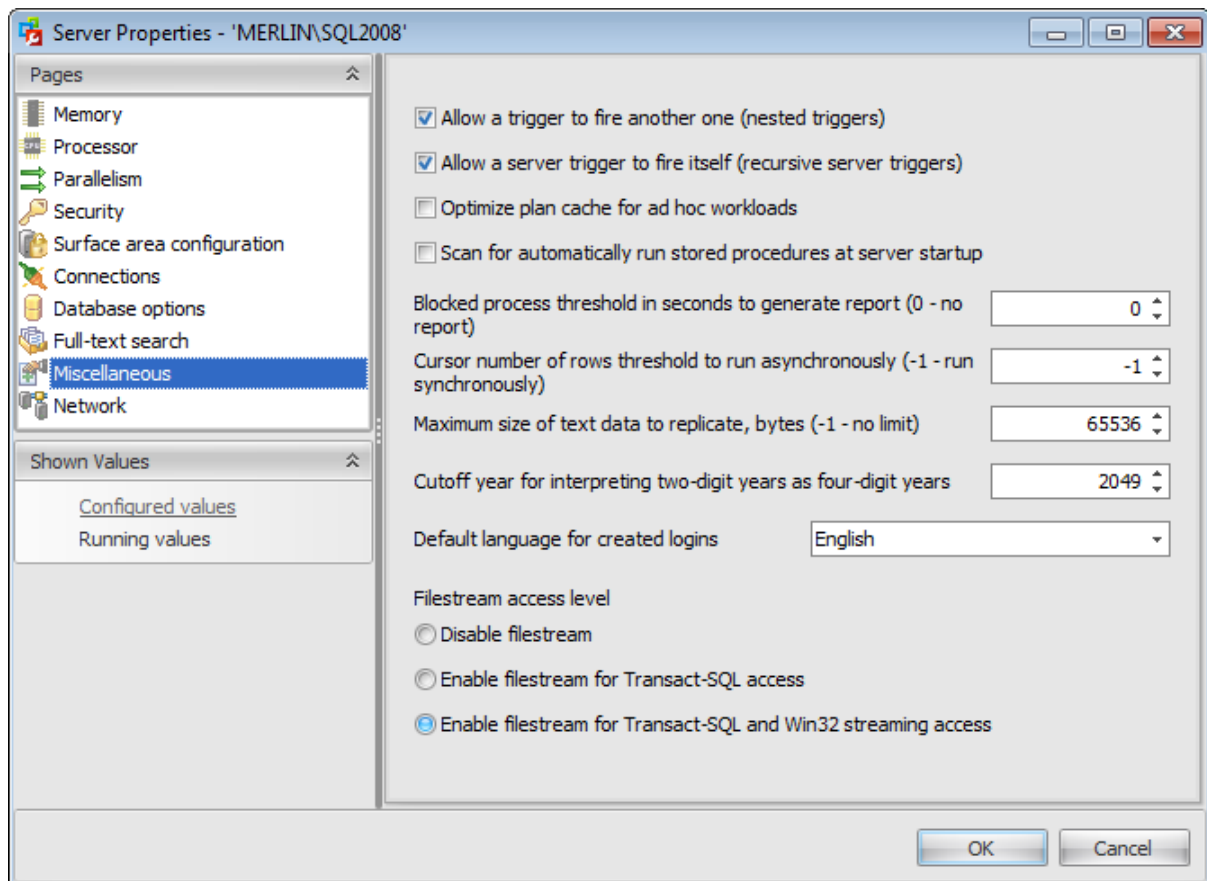 Server Properties - 'MERLIN\SQL2008'
Pages
Memory
Processor
Parallelism
Security
Surface area configuration
Connections
Database options
Full-text search
Miscellaneous
Network
Shown Values
Configured values
Running values
Allow a trigger to fire another one (nested triggers)
Allow a server trigger to fire itself (recursive server triggers)
Optimize plan cache for ad hoc workloads
Scan for automatically run stored procedures at server startup
Blocked process threshold in seconds to generate report (0 - no
report)
0
Cursor number of rows threshold to run asynchronously (-1 - run
synchronously)
-1
Maximum size of text data to replicate, bytes (-1 - no limit)
65536
Cutoff year for interpreting two-digit years as four-digit years
2049
Default language for created logins
English
Filestream access level
Disable filestream
Enable filestream for Transact-SQL access
Enable filestream for Transact-SQL and Win32 streaming access
OK
Cancel